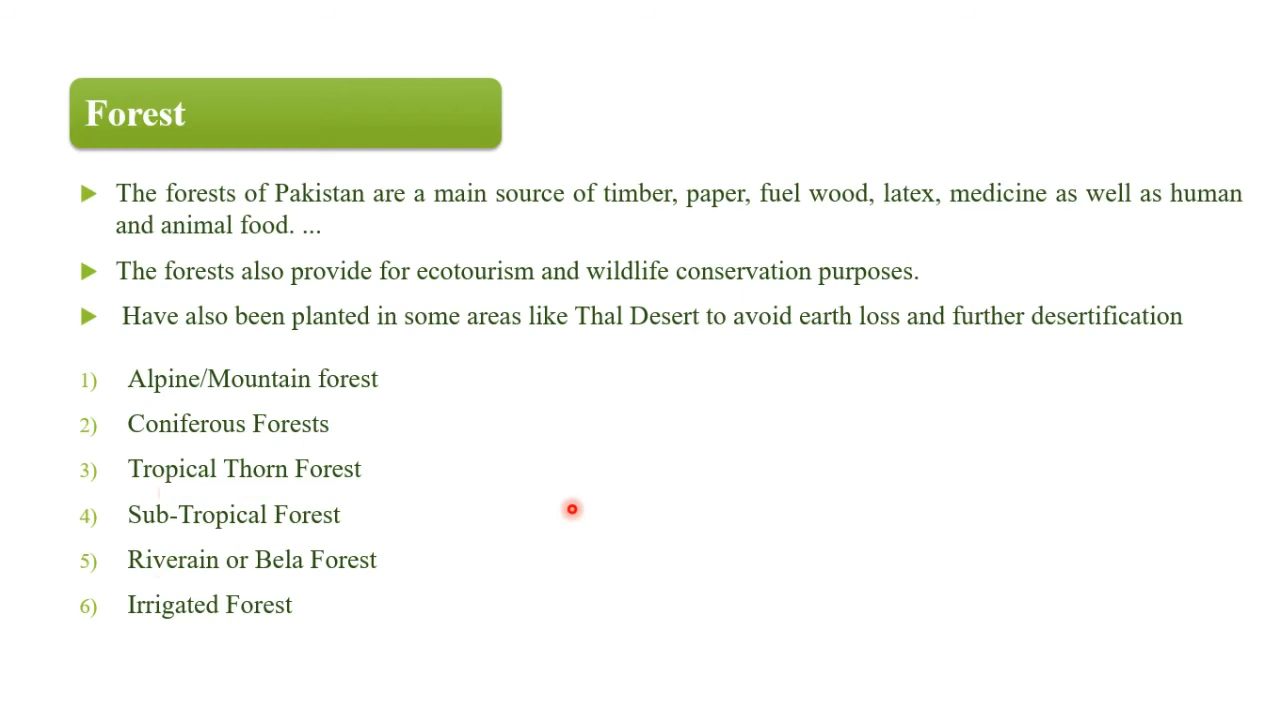 Forest
The forests of Pakistan are a main source of timber, paper, fuel wood, latex, medicine as well as human
and animal food. ...
The forests also provide for ecotourism and wildlife conservation purposes.
Have also been planted in some areas like Thal Desert to avoid earth loss and further desertification
1) Alpine/Mountain forest
2) Coniferous Forests
3) Tropical Thorn Forest
4) Sub-Tropical Forest
5) Riverain or Bela Forest
6) Irrigated Forest